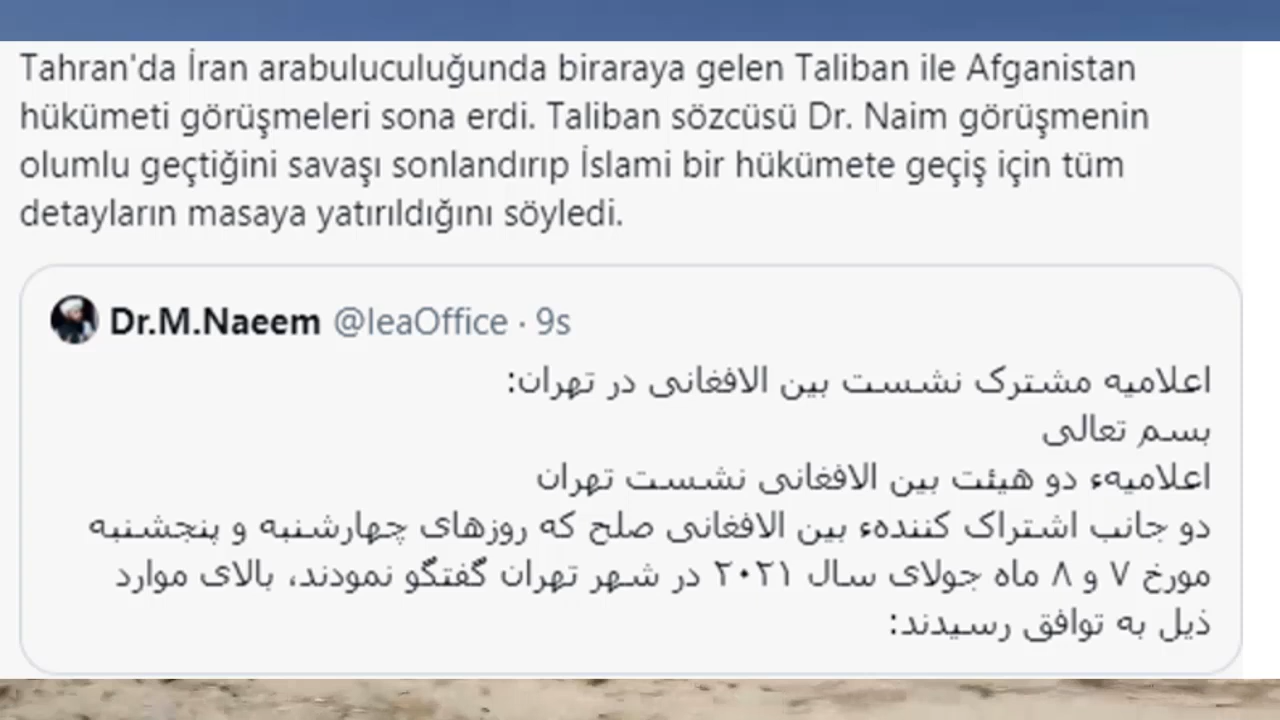 Tahran'da İran arabuluculuğunda biraraya gelen Taliban ile Afganistan
hükümeti görüşmeleri sona erdi. Taliban sözcüsü Dr. Naim görüşmenin
olumlu geçtiğini savaşı sonlandırıp İslami bir hükümete geçiş için tüm
detayların masaya yatırıldığını söyledi.
Dr.M.Naeem @IeaOffice · 9s
اعلامیه مشترک نشست بین الافغانی در تهران:
بسم تعالی
اعلامیهء دو هیئت بین الافغانی نشست تهران
دو جانب اشتراک کنندهء بین الافغانی صلح که روزهای چهارشنبه و پنجشنبه
مورخ ۷ و ۸ ماه جولای سال ۲۰۲۱ در شهر تهران گفتگو نمودند، بالای موارد
ذیل به توافق رسیدند: